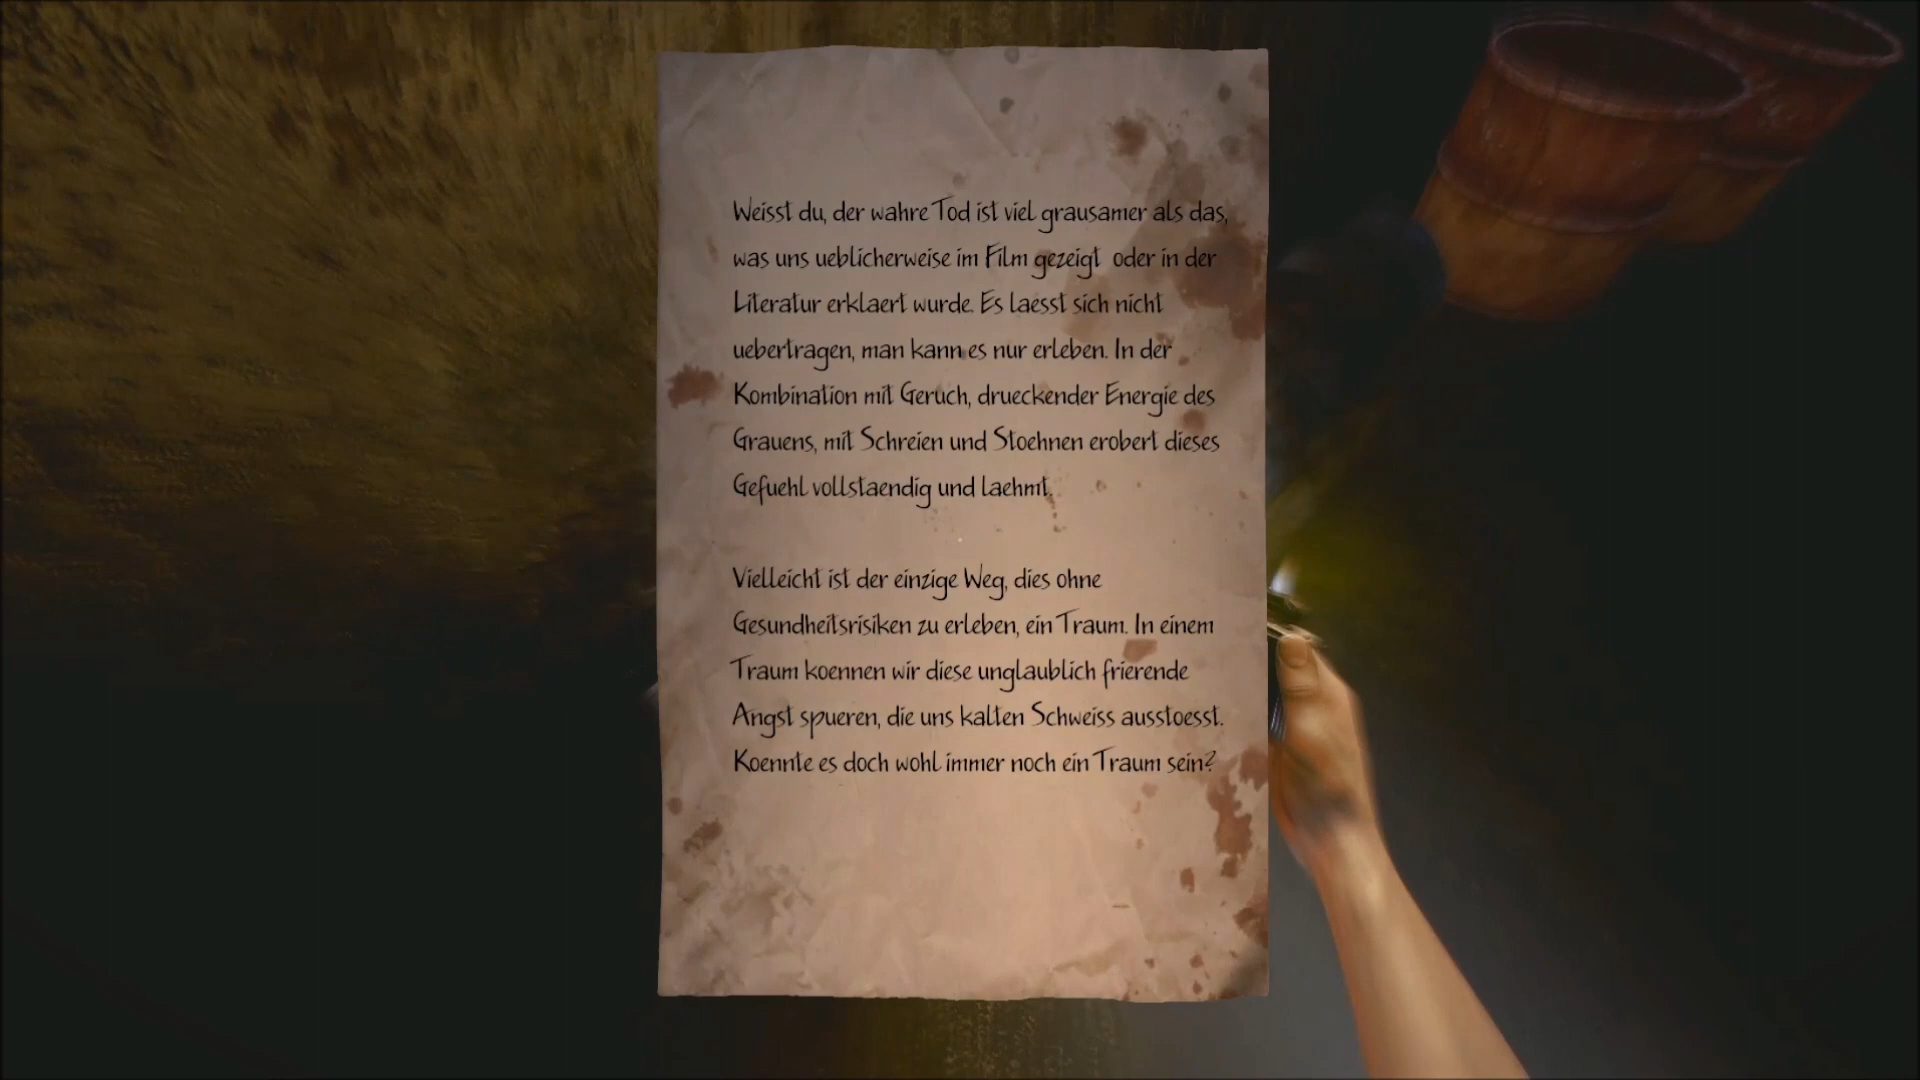 Weisst du, der wahre Tod ist viel grausamer als das,
was uns ueblicherweise im Film gezeigt oder in der
Literatur erklaert wurde. Es laesst sich nicht
uebertragen, man kann es nur erleben. In der
Kombination mit Geruch, drueckender Energie des
Grauens, mit Schreien und Stoehnen erobert dieses
Gefuehl vollstaendig und laehmt.
Vielleicht ist der einzige Weg, dies ohne
Gesundheitsrisiken zu erleben, ein Traum. In einem
Traum koennen wir diese unglaublich frierende
Angst spueren, die uns kalten Schweiss ausstoesst.
Koennte es doch wohl immer noch ein Traum sein?